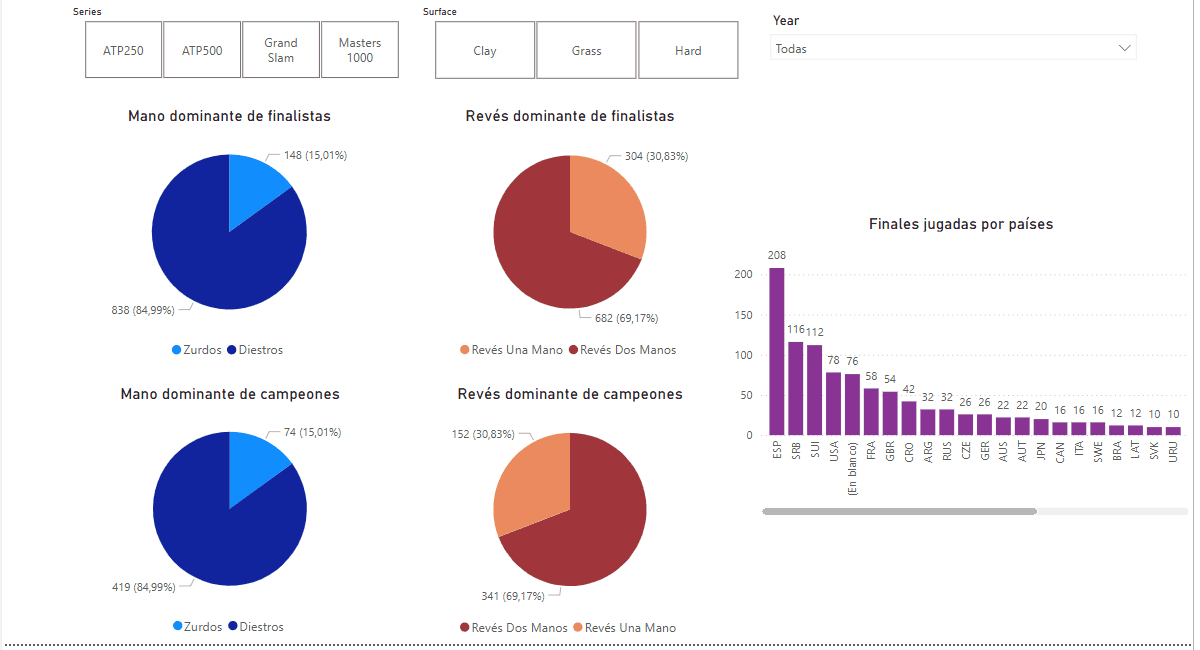 Series
ATP250
ATP500
Grand
Slam
Masters
1000
Surface
Clay
Grass
Hard
Year
Todas
Mano dominante de finalistas
148 (15,01%)
838 (84,99%)
Zurdos Diestros
Revés dominante de finalistas
304 (30,83%)
682 (69,17%)
Revés Una Mano Revés Dos Manos
Mano dominante de campeones
74 (15,01%)
419 (84,99%)
Zurdos Diestros
Revés dominante de campeones
152 (30,83%)
341 (69,17%)
Revés Dos Manos Revés Una Mano
Finales jugadas por países
200
150
100
50
0
208
116
112
78
76
58
54
42
32
32
26
26
22
22
20
16
16
16
12
12
10
10
ESP
SRB
SUI
USA
(En blanco)
FRA
GBR
CRO
ARG
RUS
CZE
GER
AUS
AUT
JPN
CAN
ITA
SWE
BRA
LAT
SVK
URU